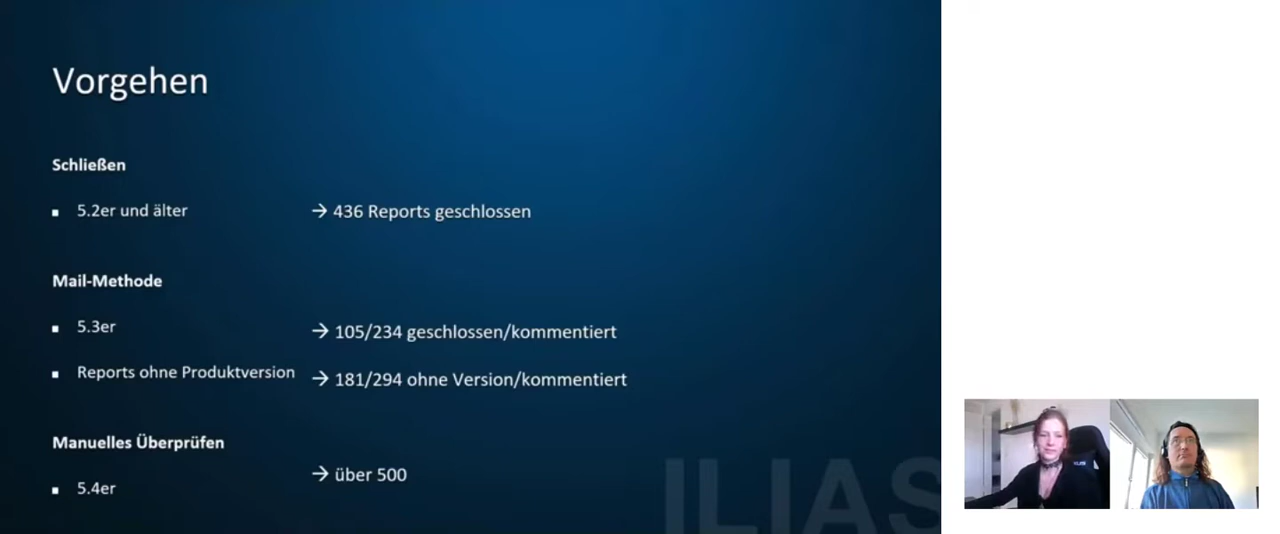 Vorgehen
Schließen
▪ 5.2er und älter → 436 Reports geschlossen
Mail-Methode
▪ 5.3er → 105/234 geschlossen/kommentiert
▪ Reports ohne Produktversion → 181/294 ohne Version/kommentiert
Manuelles Überprüfen
▪ 5.4er → über 500
ILIAS